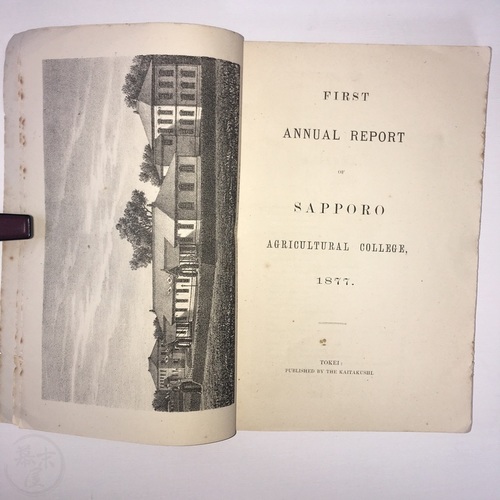 FIRST
ANNUAL REPORT
OF
SAPPORO
AGRICULTURAL COLLEGE,
1877.
TOKEI:
PUBLISHED BY THE KAITAKUSHI.